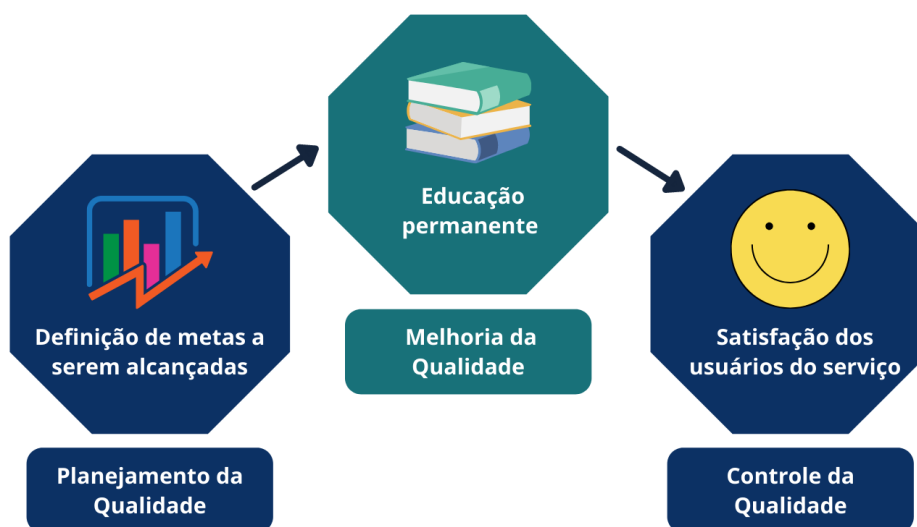 Definição de metas a
serem alcançadas
Planejamento da
Qualidade
Educação
permanente
Melhoria da
Qualidade
Satisfação dos
usuários do serviço
Controle da
Qualidade